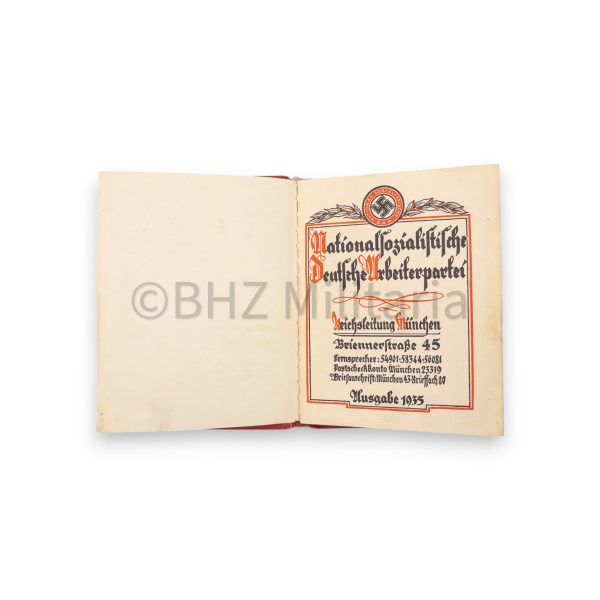 Nationalsozialistische
Deutsche Arbeiterpartei
©BHZ Militaria
Reichsleitung München
Briennerstraße 45
Fernsprecher: 54901-58344-56081
Postscheckkonto München 23319
Briefanschrift: München 43 Brieffach 80
Ausgabe 1935